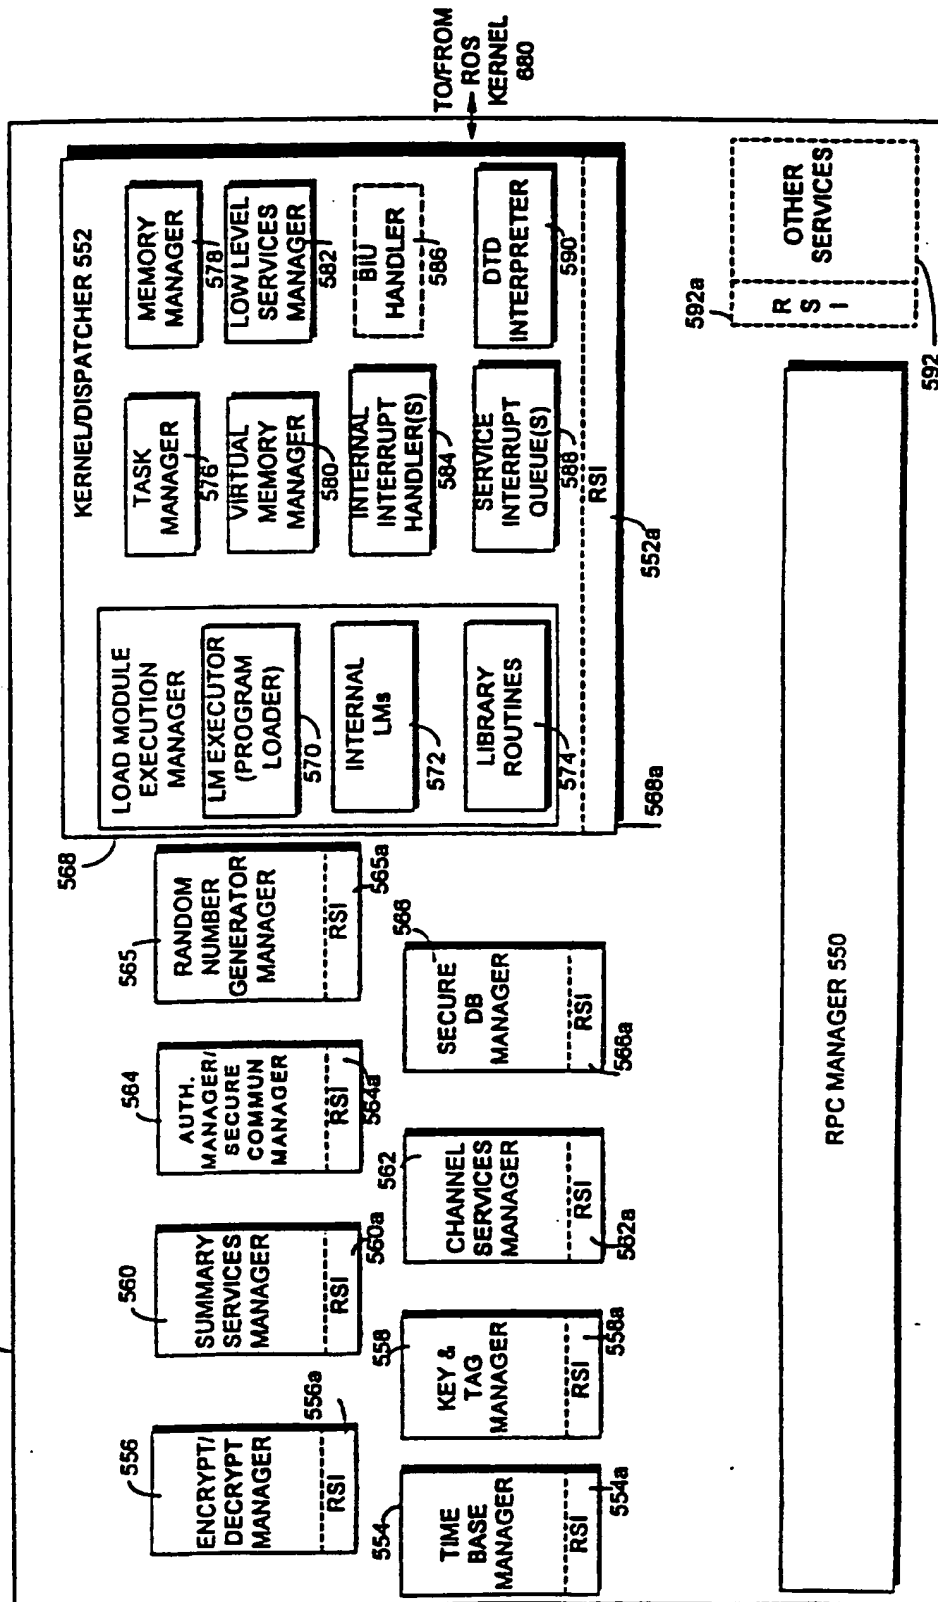 KERNEL/DISPATCHER 552
TO/FROM
ROS
KERNEL
680
568
LOAD MODULE
EXECUTION
MANAGER
LM EXECUTOR
(PROGRAM
LOADER)
570
INTERNAL
LMs
572
LIBRARY
ROUTINES
574
568a
TASK
MANAGER
576
MEMORY
MANAGER
578
VIRTUAL
MEMORY
MANAGER
580
LOW LEVEL
SERVICES
MANAGER
582
INTERNAL
INTERRUPT
HANDLER(S)
584
BIU
HANDLER
586
SERVICE
INTERRUPT
QUEUE(S)
588
DTD
INTERPRETER
590
RSI
552a
556
ENCRYPT/
DECRYPT
MANAGER
RSI
556a
560
SUMMARY
SERVICES
MANAGER
RSI
560a
564
AUTH.
MANAGER/
SECURE
COMMUN
MANAGER
RSI
564a
565
RANDOM
NUMBER
GENERATOR
MANAGER
RSI
565a
554
TIME
BASE
MANAGER
RSI
554a
558
KEY &
TAG
MANAGER
RSI
558a
562
CHANNEL
SERVICES
MANAGER
RSI
562a
566
SECURE
DB
MANAGER
RSI
566a
592a
RSI
OTHER
SERVICES
592
RPC MANAGER 550